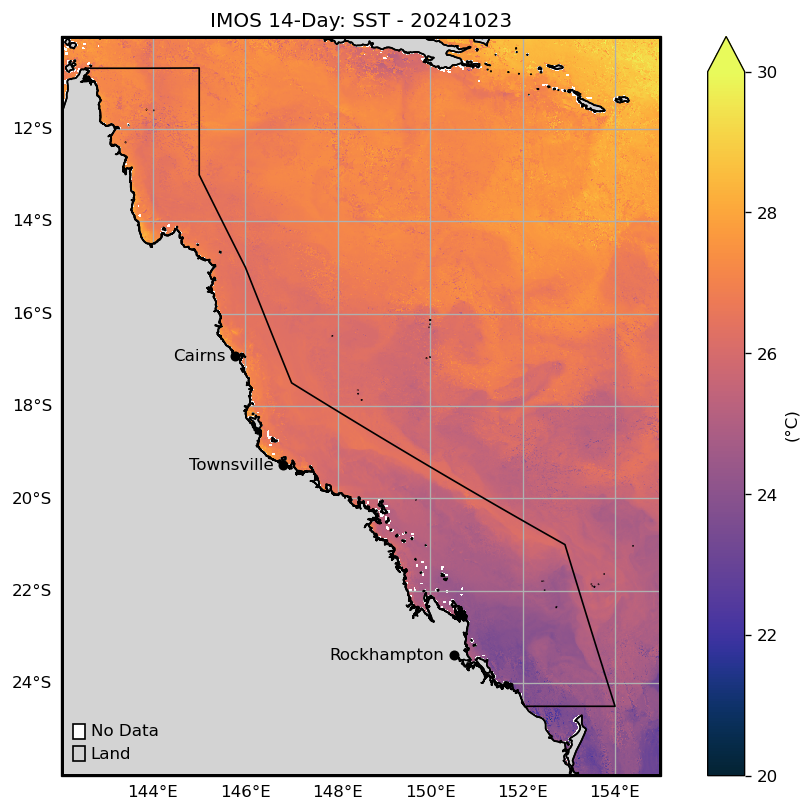 IMOS 14-Day: SST - 20241023
12°S
14°S
16°S
18°S
20°S
22°S
24°S
Cairns
Townsville
Rockhampton
No Data
Land
144°E 146°E 148°E 150°E 152°E 154°E
30
28
26
24
22
20
(°C)